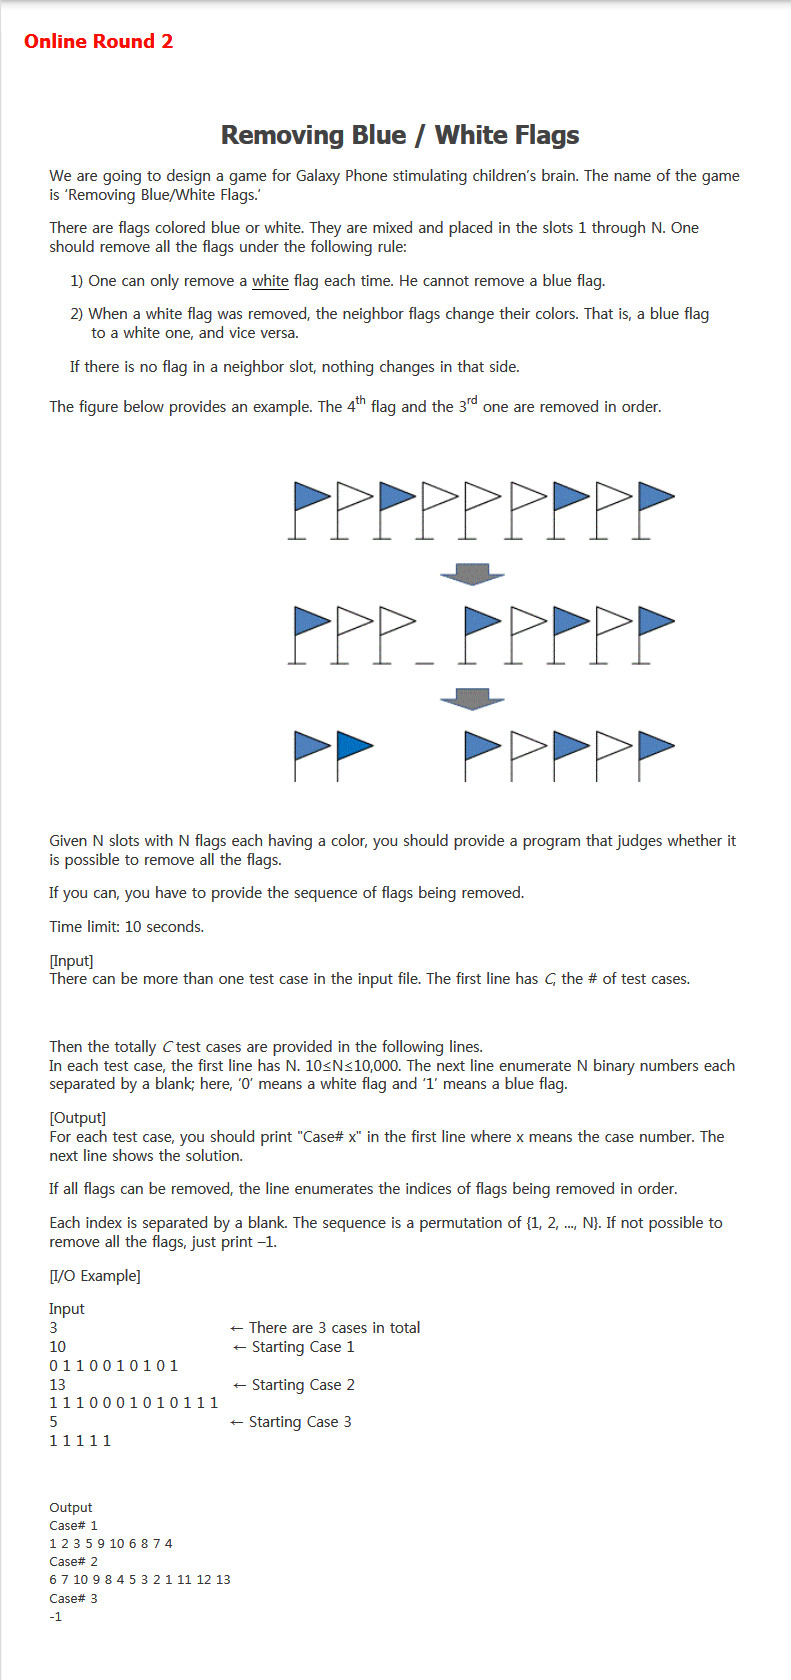 Online Round 2
Removing Blue / White Flags
We are going to design a game for Galaxy Phone stimulating children's brain. The name of the game
is 'Removing Blue/White Flags.'
There are flags colored blue or white. They are mixed and placed in the slots 1 through N. One
should remove all the flags under the following rule:
1) One can only remove a white flag each time. He cannot remove a blue flag.
2) When a white flag was removed, the neighbor flags change their colors. That is, a blue flag
to a white one, and vice versa.
If there is no flag in a neighbor slot, nothing changes in that side.
The figure below provides an example. The 4th flag and the 3rd one are removed in order.
Given N slots with N flags each having a color, you should provide a program that judges whether it
is possible to remove all the flags.
If you can, you have to provide the sequence of flags being removed.
Time limit: 10 seconds.
[Input]
There can be more than one test case in the input file. The first line has C, the # of test cases.
Then the totally C test cases are provided in the following lines.
In each test case, the first line has N. 10≤N≤10,000. The next line enumerate N binary numbers each
separated by a blank; here, '0' means a white flag and '1' means a blue flag.
[Output]
For each test case, you should print "Case# x" in the first line where x means the case number. The
next line shows the solution.
If all flags can be removed, the line enumerates the indices of flags being removed in order.
Each index is separated by a blank. The sequence is a permutation of {1, 2, ..., N}. If not possible to
remove all the flags, just print –1.
[I/O Example]
Input
3 ← There are 3 cases in total
10 ← Starting Case 1
0 1 1 0 0 1 0 1 0 1
13 ← Starting Case 2
1 1 1 0 0 0 1 0 1 0 1 1 1
5 ← Starting Case 3
1 1 1 1 1
Output
Case# 1
1 2 3 5 9 10 6 8 7 4
Case# 2
6 7 10 9 8 4 5 3 2 1 11 12 13
Case# 3
-1